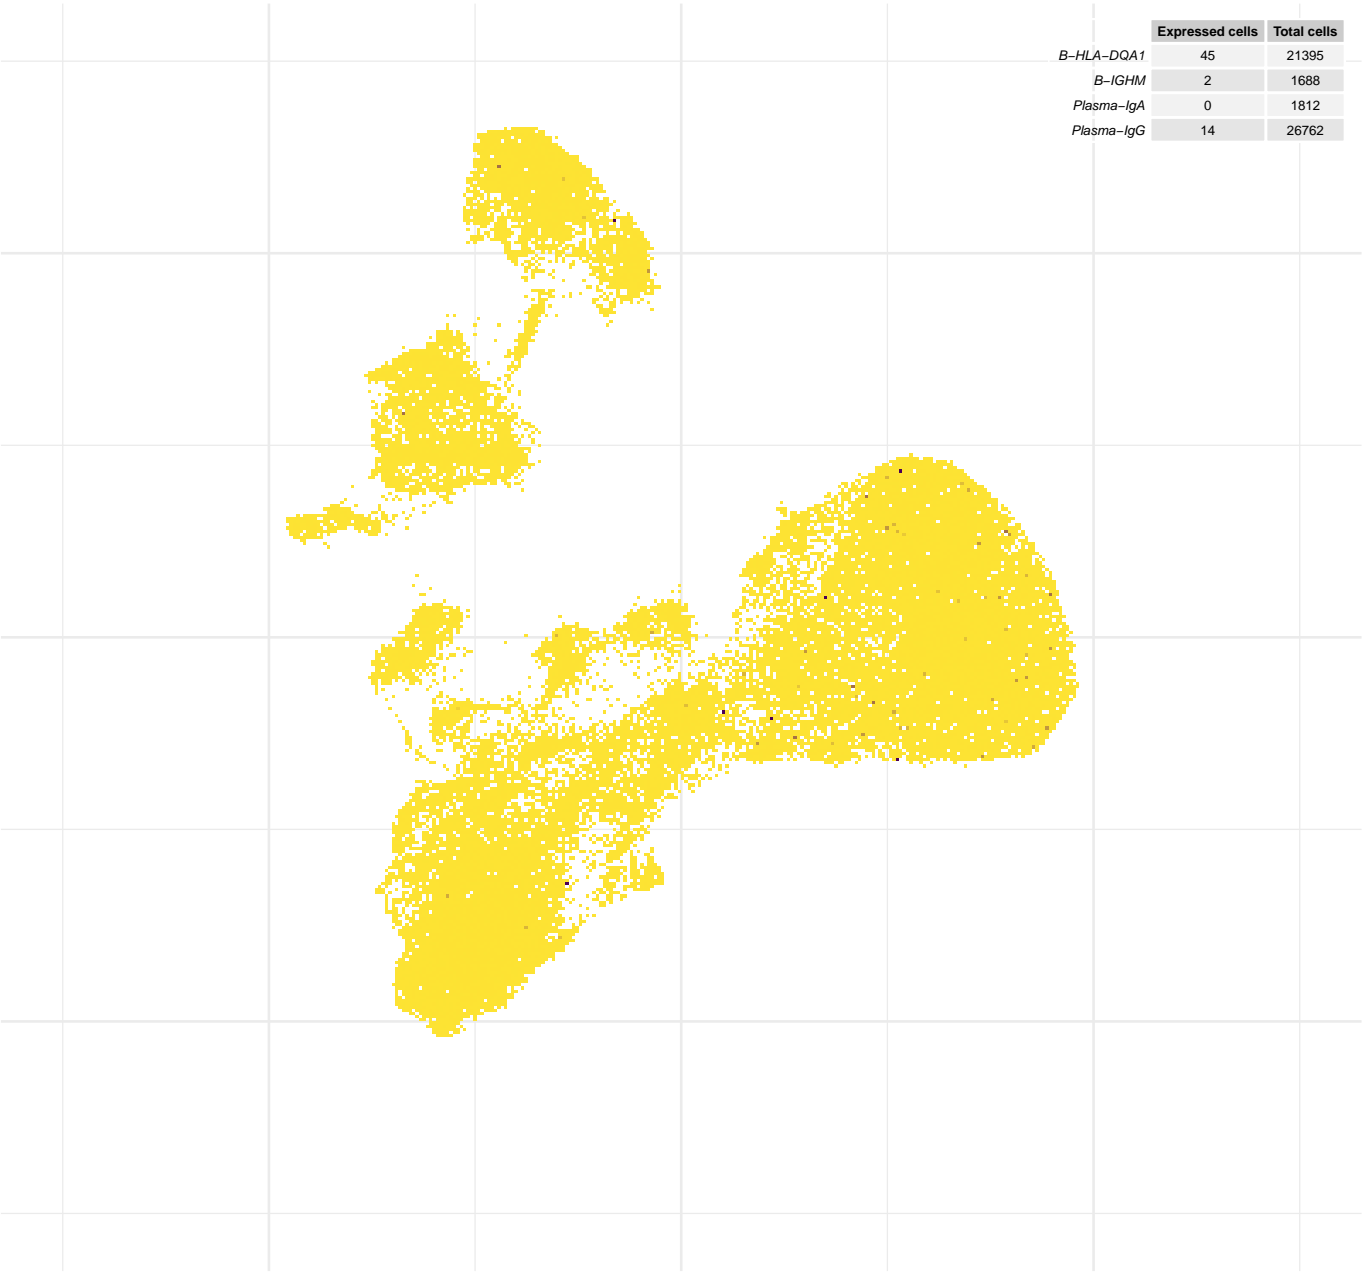 Expressed cells Total cells
B−HLA−DQA1 45 21395
B−IGHM 2 1688
Plasma−IgA 0 1812
Plasma−IgG 14 26762